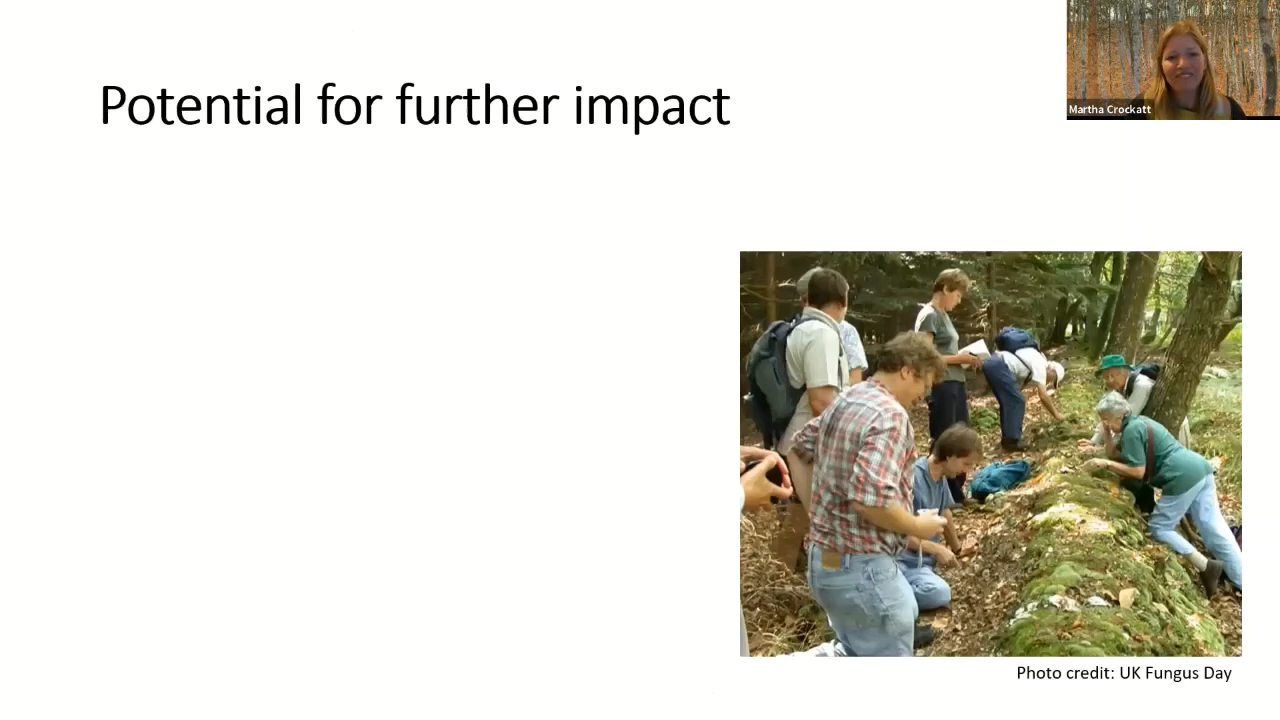 Potential for further impact
Martha Crockatt
Photo credit: UK Fungus Day